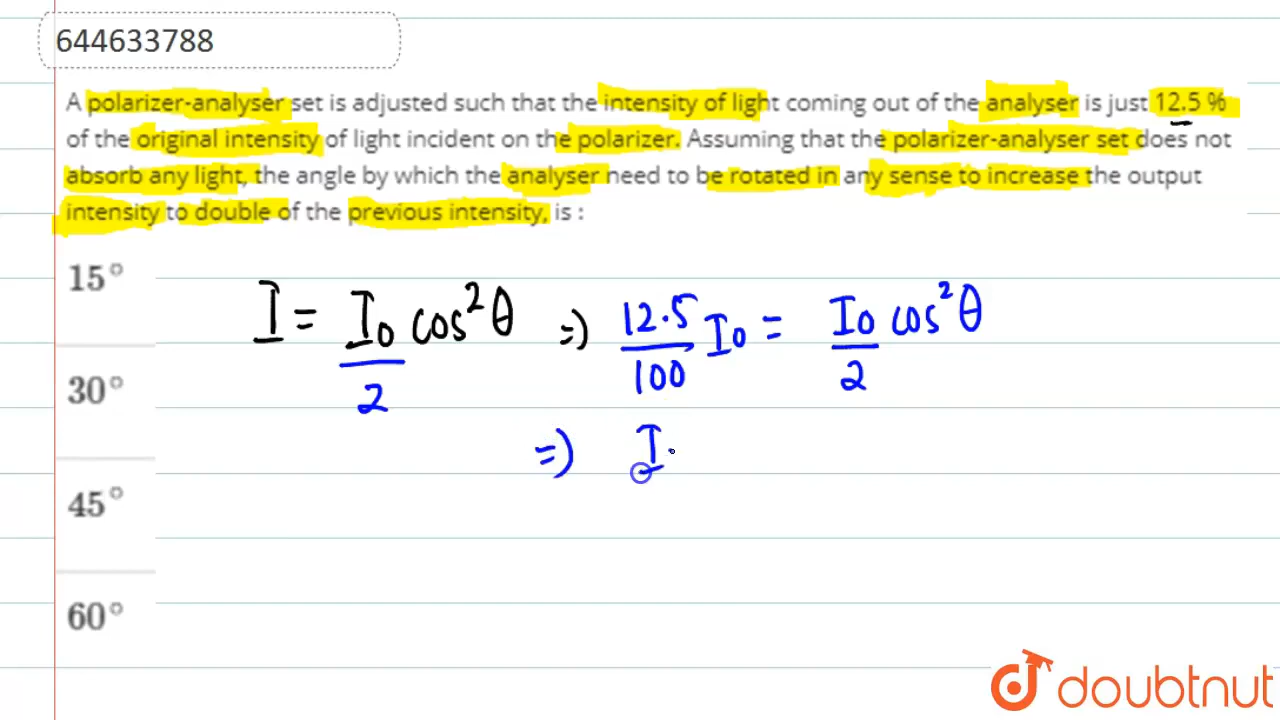 644633788
A polarizer-analyser set is adjusted such that the intensity of light coming out of the analyser is just 12.5 %
of the original intensity of light incident on the polarizer. Assuming that the polarizer-analyser set does not
absorb any light, the angle by which the analyser need to be rotated in any sense to increase the output
intensity to double of the previous intensity, is :
15°
I = I₀/2 cos²θ ⇒ 12.5/100 I₀ = I₀/2 cos²θ
30°
⇒ I
45°
60°
doubtnut